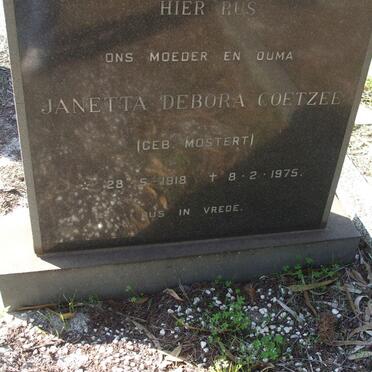 HIER RUS
ONS MOEDER EN OUMA
JANETTA DEBORA COETZEE
(GEB. MOSTERT)
☆ 28·5·1918 ✝ 8·2·1975.
RUS IN VREDE.